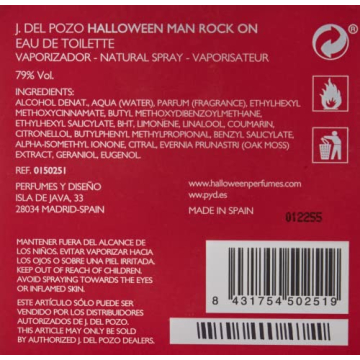 J. DEL POZO HALLOWEEN MAN ROCK ON
EAU DE TOILETTE
VAPORIZADOR - NATURAL SPRAY - VAPORISATEUR
79% Vol.
INGREDIENTS:
ALCOHOL DENAT., AQUA (WATER), PARFUM (FRAGRANCE), ETHYLHEXYL
METHOXYCINNAMATE, BUTYL METHOXYDIBENZOYLMETHANE,
ETHYLHEXYL SALICYLATE, BHT, LIMONENE, LINALOOL, COUMARIN,
CITRONELLOL, BUTYLPHENYL METHYLPROPIONAL, BENZYL SALICYLATE,
ALPHA-ISOMETHYL IONONE, CITRAL, EVERNIA PRUNASTRI (OAK MOSS)
EXTRACT, GERANIOL, EUGENOL.
REF. 0150251
PERFUMES Y DISEÑO
ISLA DE JAVA, 33
28034 MADRID-SPAIN
www.halloweenperfumes.com
www.pyd.es
MADE IN SPAIN
012255
MANTENER FUERA DEL ALCANCE DE
LOS NIÑOS. EVITAR VAPORIZAR HACIA
LOS OJOS O SOBRE UNA PIEL IRRITADA.
KEEP OUT OF REACH OF CHILDREN.
AVOID SPRAYING TOWARDS THE EYES
OR INFLAMED SKIN.
ESTE ARTÍCULO SÓLO PUEDE SER
VENDIDO POR LOS DISTRIBUIDORES
AUTORIZADOS DE J. DEL POZO.
THIS ARTICLE MAY ONLY BE SOLD
BY J. DEL POZO DEALERS.
8 431754 502519